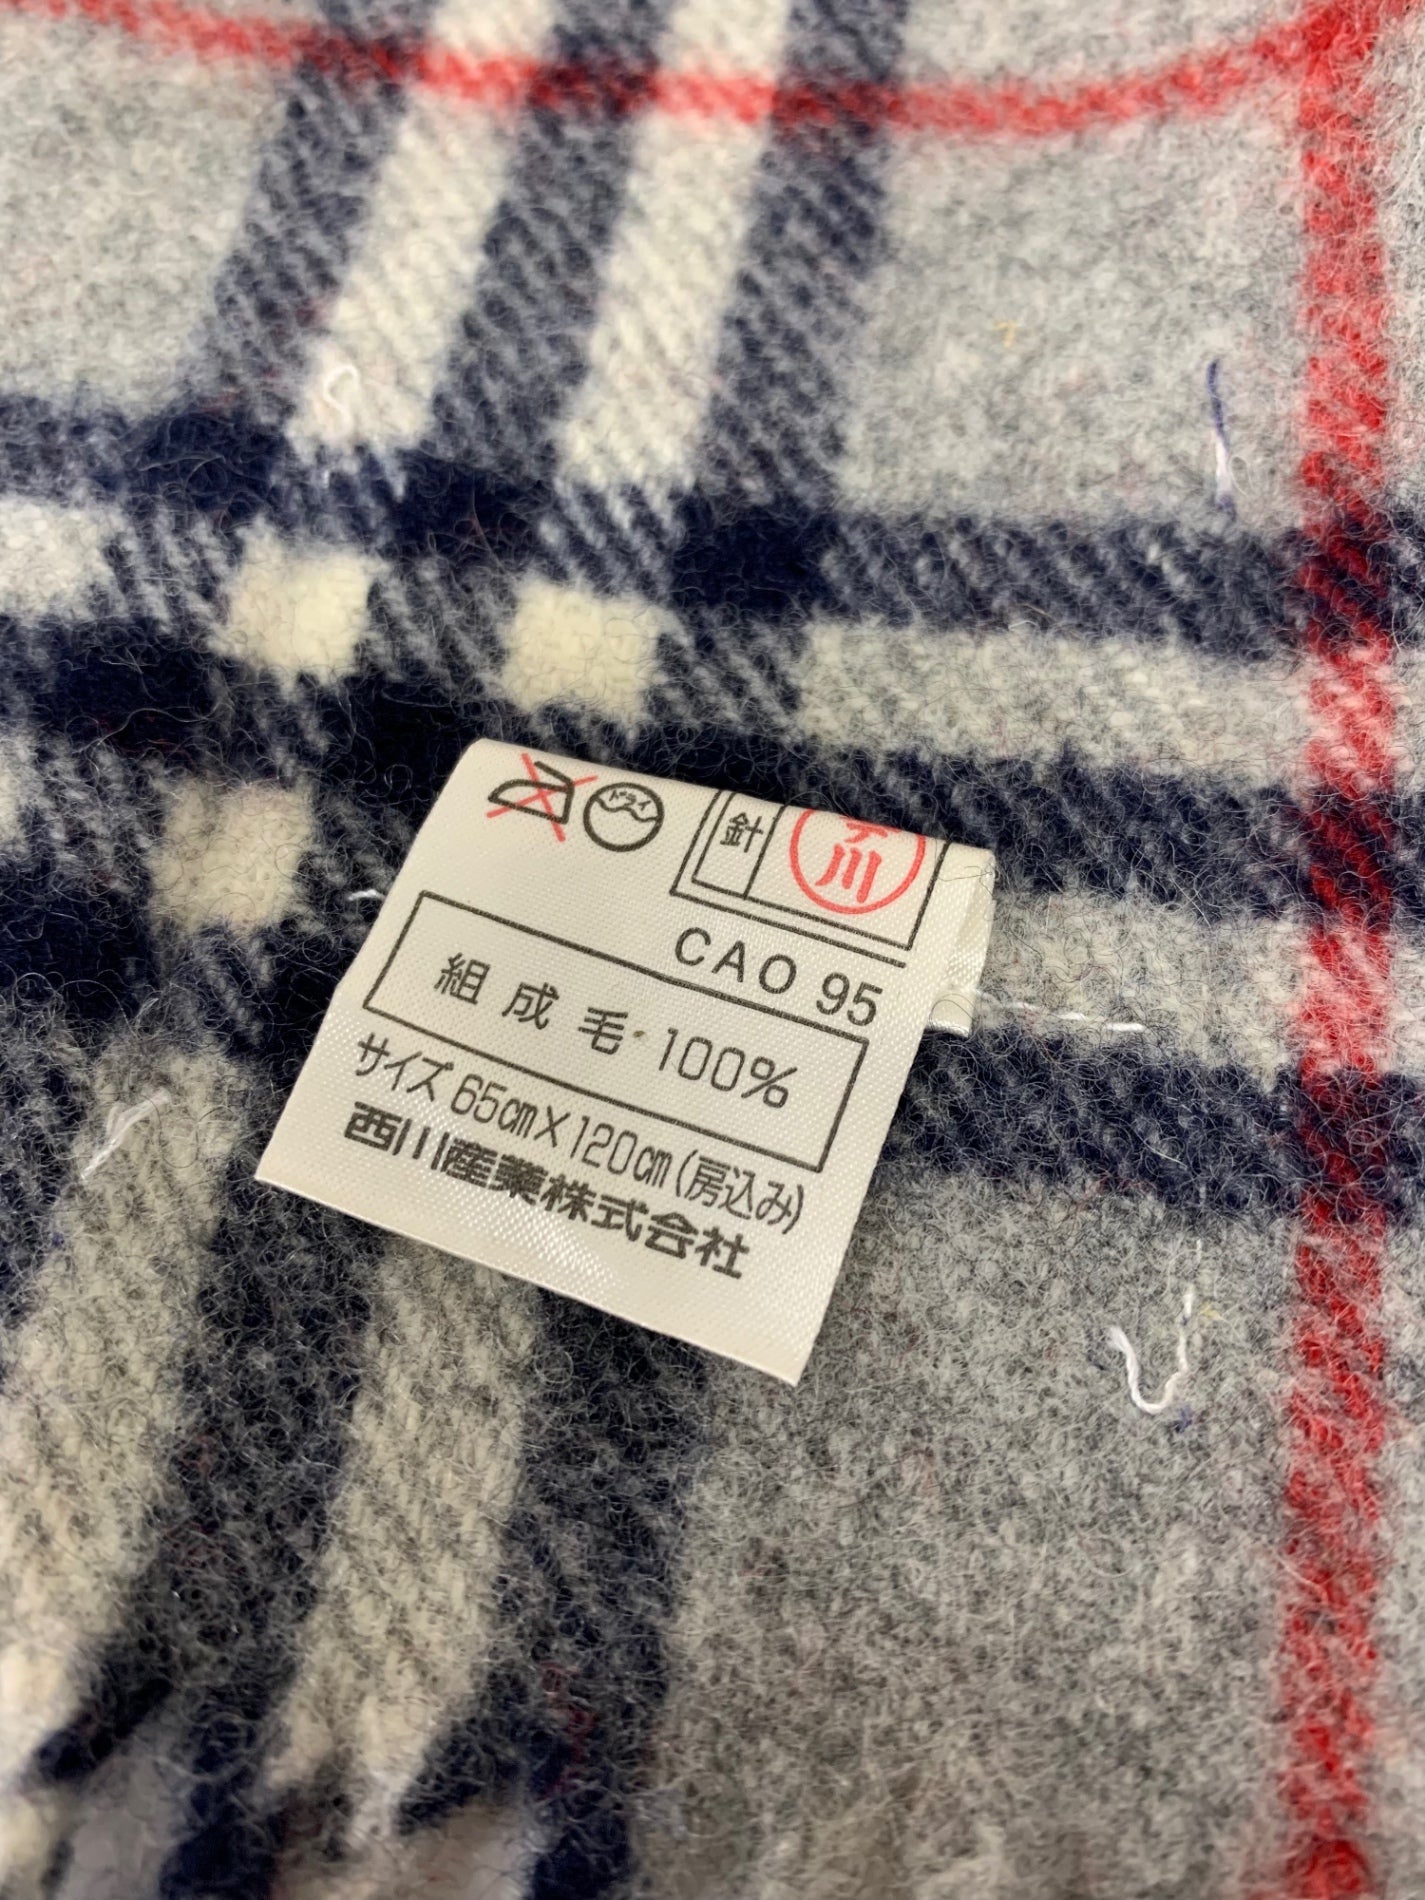 ドライ
針
川
CAO 95
組成 毛 100%
サイズ 65cm×120cm(房込み)
西川産業株式会社